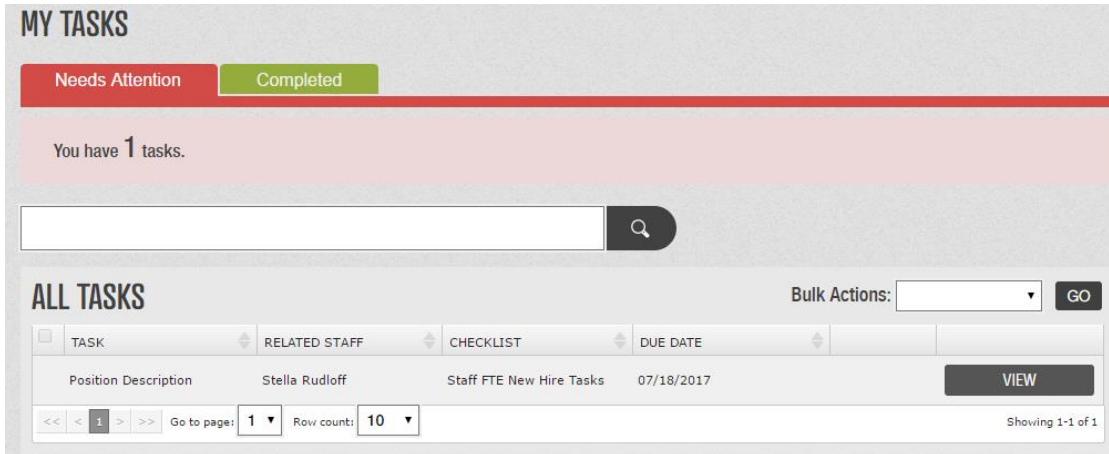 MY TASKS
Needs Attention Completed
You have 1 tasks.
ALL TASKS Bulk Actions: GO
TASK RELATED STAFF CHECKLIST DUE DATE
Position Description Stella Rudloff Staff FTE New Hire Tasks 07/18/2017 VIEW
<< < 1 > >> Go to page: 1 Row count: 10 Showing 1-1 of 1